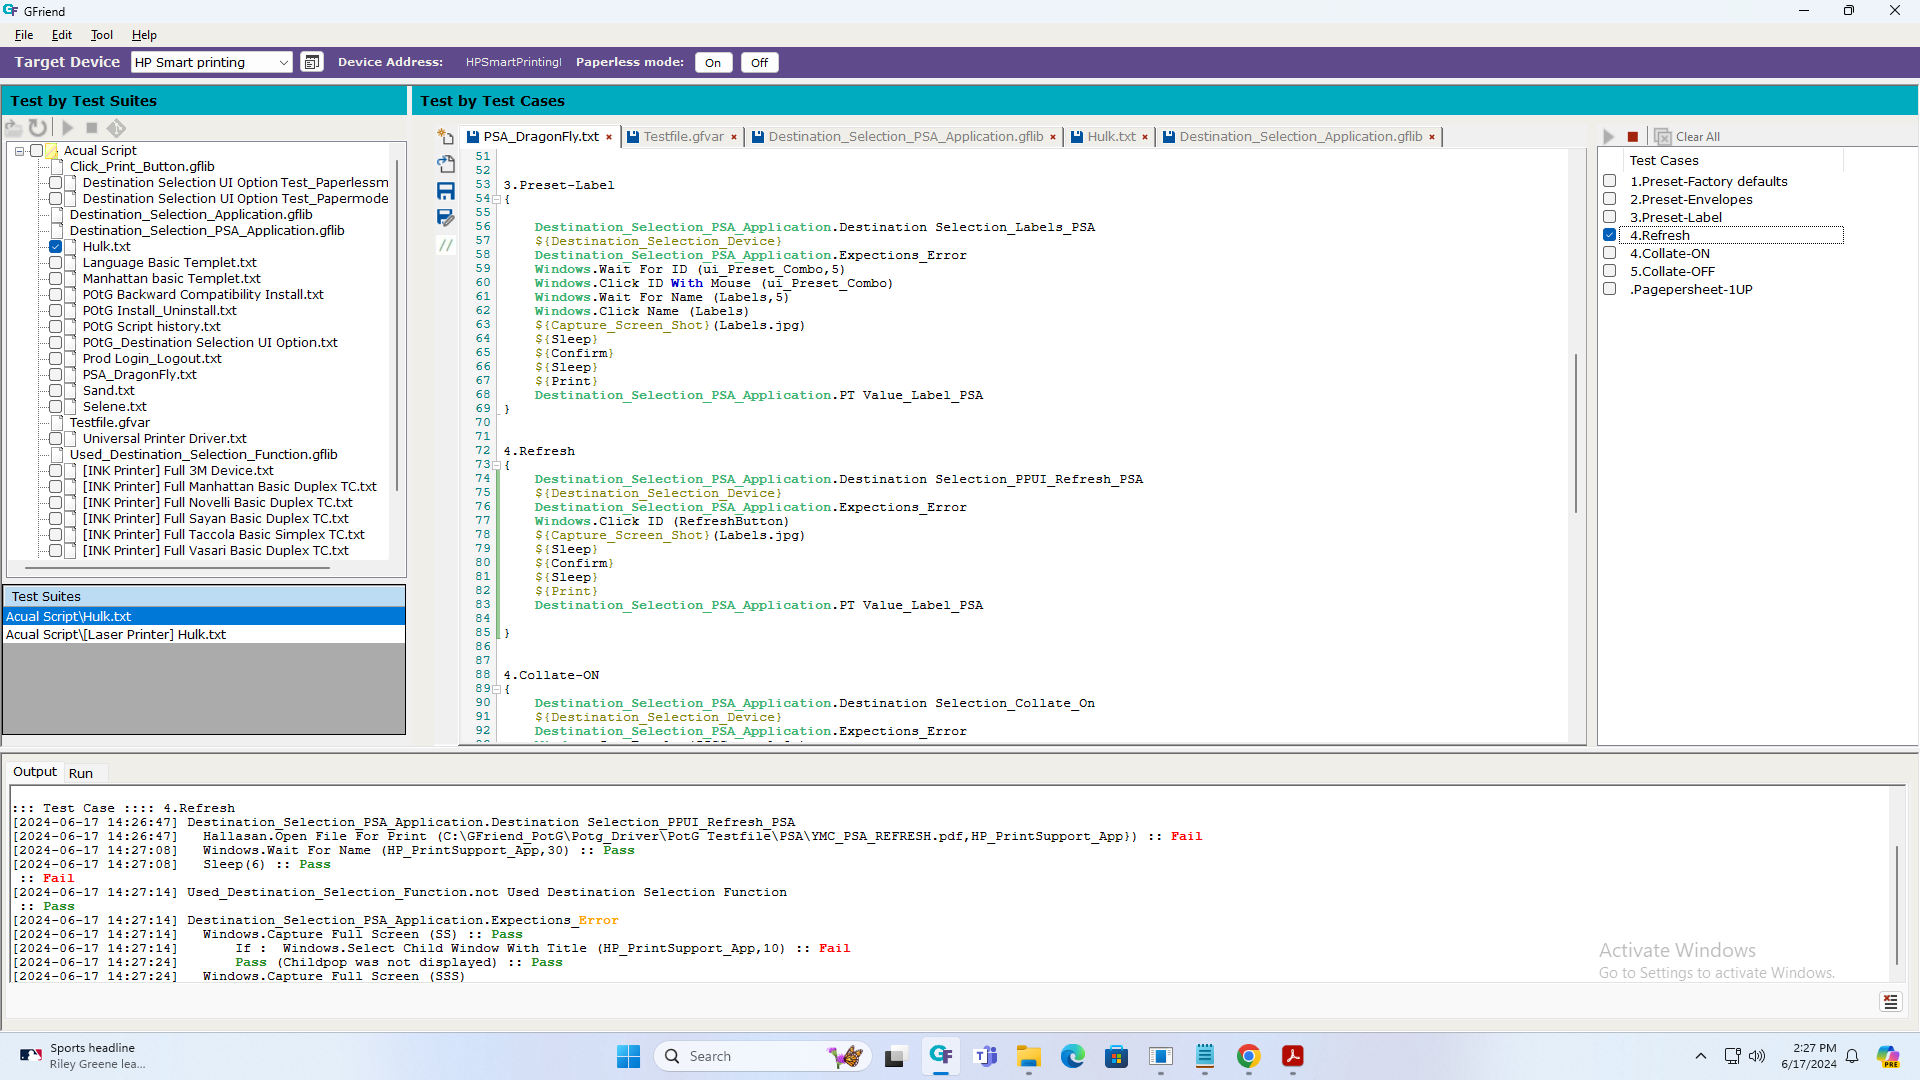 GFriend
File Edit Tool Help
Target Device HP Smart printing Device Address: HPSmartPrintingI Paperless mode: On Off
Test by Test Suites
Test by Test Cases
Acual Script
Click_Print_Button.gflib
Destination Selection UI Option Test_Paperlessm
Destination Selection UI Option Test_Papermode
Destination_Selection_Application.gflib
Destination_Selection_PSA_Application.gflib
Hulk.txt
Language Basic Templet.txt
Manhattan basic Templet.txt
POtG Backward Compatibility Install.txt
POtG Install_Uninstall.txt
POtG Script history.txt
POtG_Destination Selection UI Option.txt
Prod Login_Logout.txt
PSA_DragonFly.txt
Sand.txt
Selene.txt
Testfile.gfvar
Universal Printer Driver.txt
Used_Destination_Selection_Function.gflib
[INK Printer] Full 3M Device.txt
[INK Printer] Full Manhattan Basic Duplex TC.txt
[INK Printer] Full Novelli Basic Duplex TC.txt
[INK Printer] Full Sayan Basic Duplex TC.txt
[INK Printer] Full Taccola Basic Simplex TC.txt
[INK Printer] Full Vasari Basic Duplex TC.txt
Test Suites
Acual Script\Hulk.txt
Acual Script\[Laser Printer] Hulk.txt
PSA_DragonFly.txt × Testfile.gfvar × Destination_Selection_PSA_Application.gflib × Hulk.txt × Destination_Selection_Application.gflib ×
//
51
52
53 3.Preset-Label
54 {
55
56 Destination_Selection_PSA_Application.Destination Selection_Labels_PSA
57 ${Destination_Selection_Device}
58 Destination_Selection_PSA_Application.Expections_Error
59 Windows.Wait For ID (ui_Preset_Combo,5)
60 Windows.Click ID With Mouse (ui_Preset_Combo)
61 Windows.Wait For Name (Labels,5)
62 Windows.Click Name (Labels)
63 ${Capture_Screen_Shot}(Labels.jpg)
64 ${Sleep}
65 ${Confirm}
66 ${Sleep}
67 ${Print}
68 Destination_Selection_PSA_Application.PT Value_Label_PSA
69 }
70
71
72 4.Refresh
73 {
74 Destination_Selection_PSA_Application.Destination Selection_PPUI_Refresh_PSA
75 ${Destination_Selection_Device}
76 Destination_Selection_PSA_Application.Expections_Error
77 Windows.Click ID (RefreshButton)
78 ${Capture_Screen_Shot}(Labels.jpg)
79 ${Sleep}
80 ${Confirm}
81 ${Sleep}
82 ${Print}
83 Destination_Selection_PSA_Application.PT Value_Label_PSA
84
85 }
86
87
88 4.Collate-ON
89 {
90 Destination_Selection_PSA_Application.Destination Selection_Collate_On
91 ${Destination_Selection_Device}
92 Destination_Selection_PSA_Application.Expections_Error
Clear All
Test Cases
1.Preset-Factory defaults
2.Preset-Envelopes
3.Preset-Label
4.Refresh
4.Collate-ON
5.Collate-OFF
.Pagepersheet-1UP
Output Run
::: Test Case :::: 4.Refresh
[2024-06-17 14:26:47] Destination_Selection_PSA_Application.Destination Selection_PPUI_Refresh_PSA
[2024-06-17 14:26:47] Hallasan.Open File For Print (C:\GFriend_PotG\Potg_Driver\PotG Testfile\PSA\YMC_PSA_REFRESH.pdf,HP_PrintSupport_App}) :: Fail
[2024-06-17 14:27:08] Windows.Wait For Name (HP_PrintSupport_App,30) :: Pass
[2024-06-17 14:27:08] Sleep(6) :: Pass
:: Fail
[2024-06-17 14:27:14] Used_Destination_Selection_Function.not Used Destination Selection Function
:: Pass
[2024-06-17 14:27:14] Destination_Selection_PSA_Application.Expections_Error
[2024-06-17 14:27:14] Windows.Capture Full Screen (SS) :: Pass
[2024-06-17 14:27:14] If : Windows.Select Child Window With Title (HP_PrintSupport_App,10) :: Fail
[2024-06-17 14:27:24] Pass (Childpop was not displayed) :: Pass
[2024-06-17 14:27:24] Windows.Capture Full Screen (SSS)
Activate Windows
Go to Settings to activate Windows.
Sports headline
Riley Greene lea...
Search
2:27 PM
6/17/2024
PRE